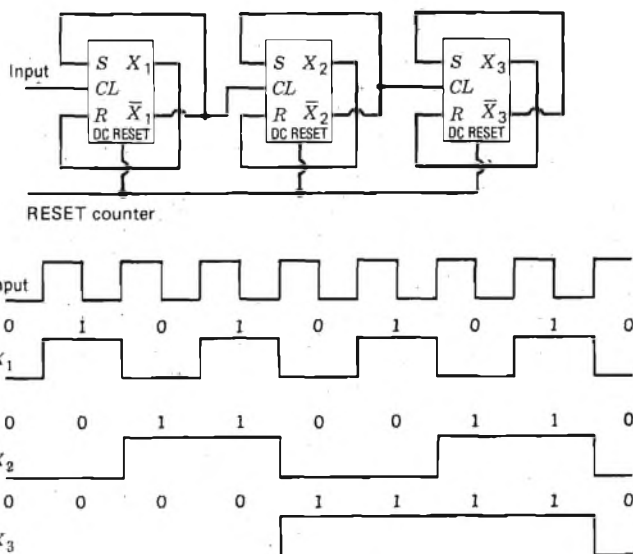 S X₁ S X₂ S X₃
Input CL CL CL
R X̅₁ R X̅₂ R X̅₃
DC RESET DC RESET DC RESET
RESET counter
nput
0 1 0 1 0 1 0 1 0
X₁
0 0 1 1 0 0 1 1 0
X₂
0 0 0 0 1 1 1 1 0
X₃